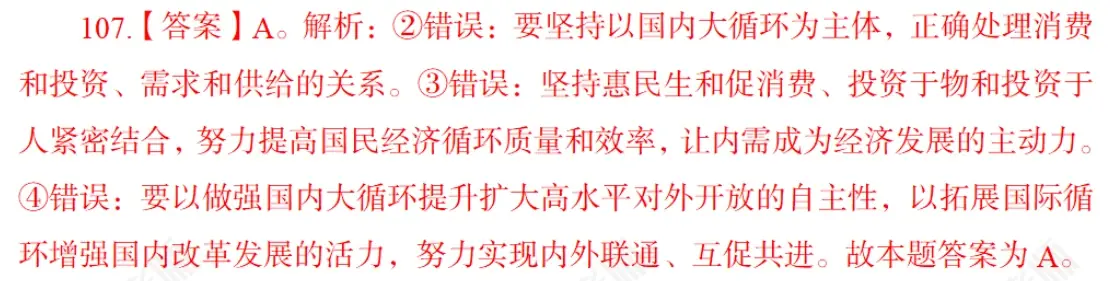 107.【答案】A。解析：②错误：要坚持以国内大循环为主体，正确处理消费
和投资、需求和供给的关系。③错误：坚持惠民生和促消费、投资于物和投资于
人紧密结合，努力提高国民经济循环质量和效率，让内需成为经济发展的主动力。
④错误：要以做强国内大循环提升扩大高水平对外开放的自主性，以拓展国际循
环增强国内改革发展的活力，努力实现内外联通、互促共进。故本题答案为 A。